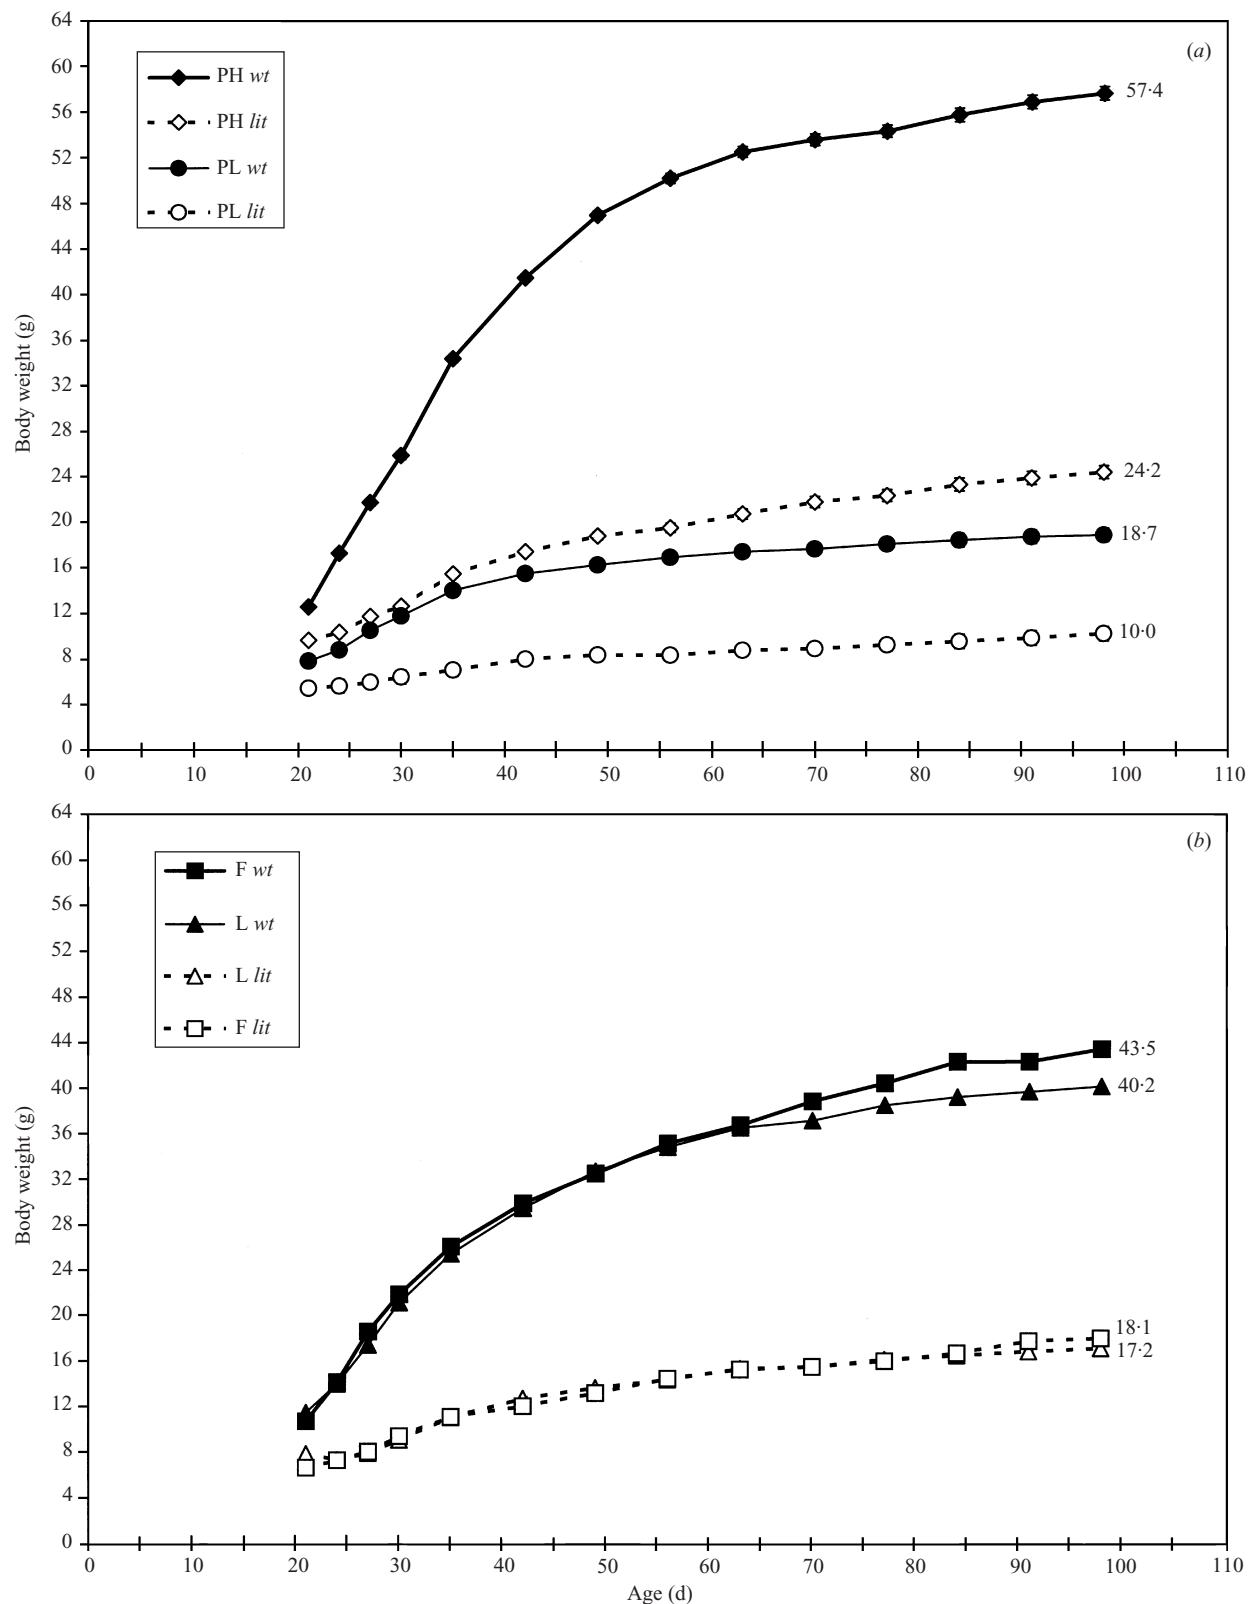 64
60
56
52
48
44
40
36
32
28
24
20
16
12
8
4
0
Body weight (g)
(a)
PH wt
PH lit
PL wt
PL lit
57·4
24·2
18·7
10·0
0 10 20 30 40 50 60 70 80 90 100 110
64
60
56
52
48
44
40
36
32
28
24
20
16
12
8
4
0
Body weight (g)
(b)
F wt
L wt
L lit
F lit
43·5
40·2
18·1
17·2
0 10 20 30 40 50 60 70 80 90 100 110
Age (d)